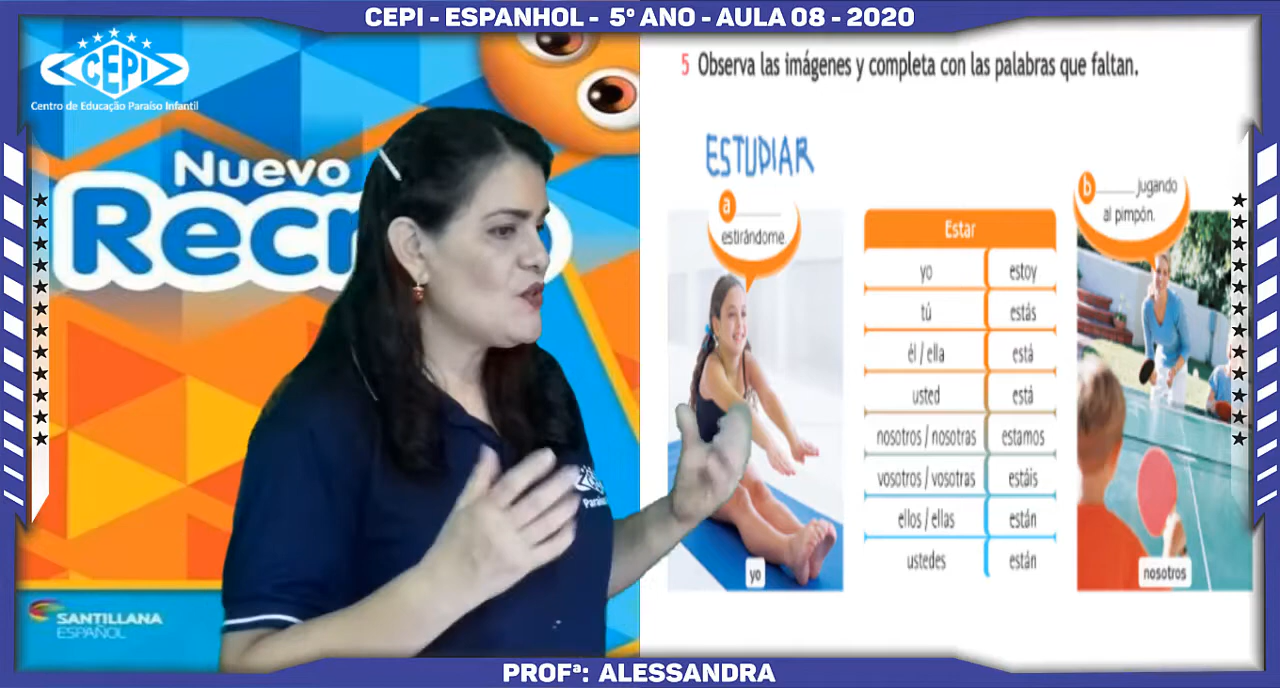 CEPI - ESPANHOL - 5º ANO - AULA 08 - 2020
CEPI
Centro de Educação Paraíso Infantil
Nuevo
SANTILLANA
ESPAÑOL
5 Observa las imágenes y completa con las palabras que faltan.
ESTUDIAR
a ______
estirándome.
yo
Estar
yo estoy
tú estás
él / ella está
usted está
nosotros / nosotras estamos
vosotros / vosotras estáis
ellos / ellas están
ustedes están
b ______ jugando
al pimpón.
nosotros
PROFª: ALESSANDRA